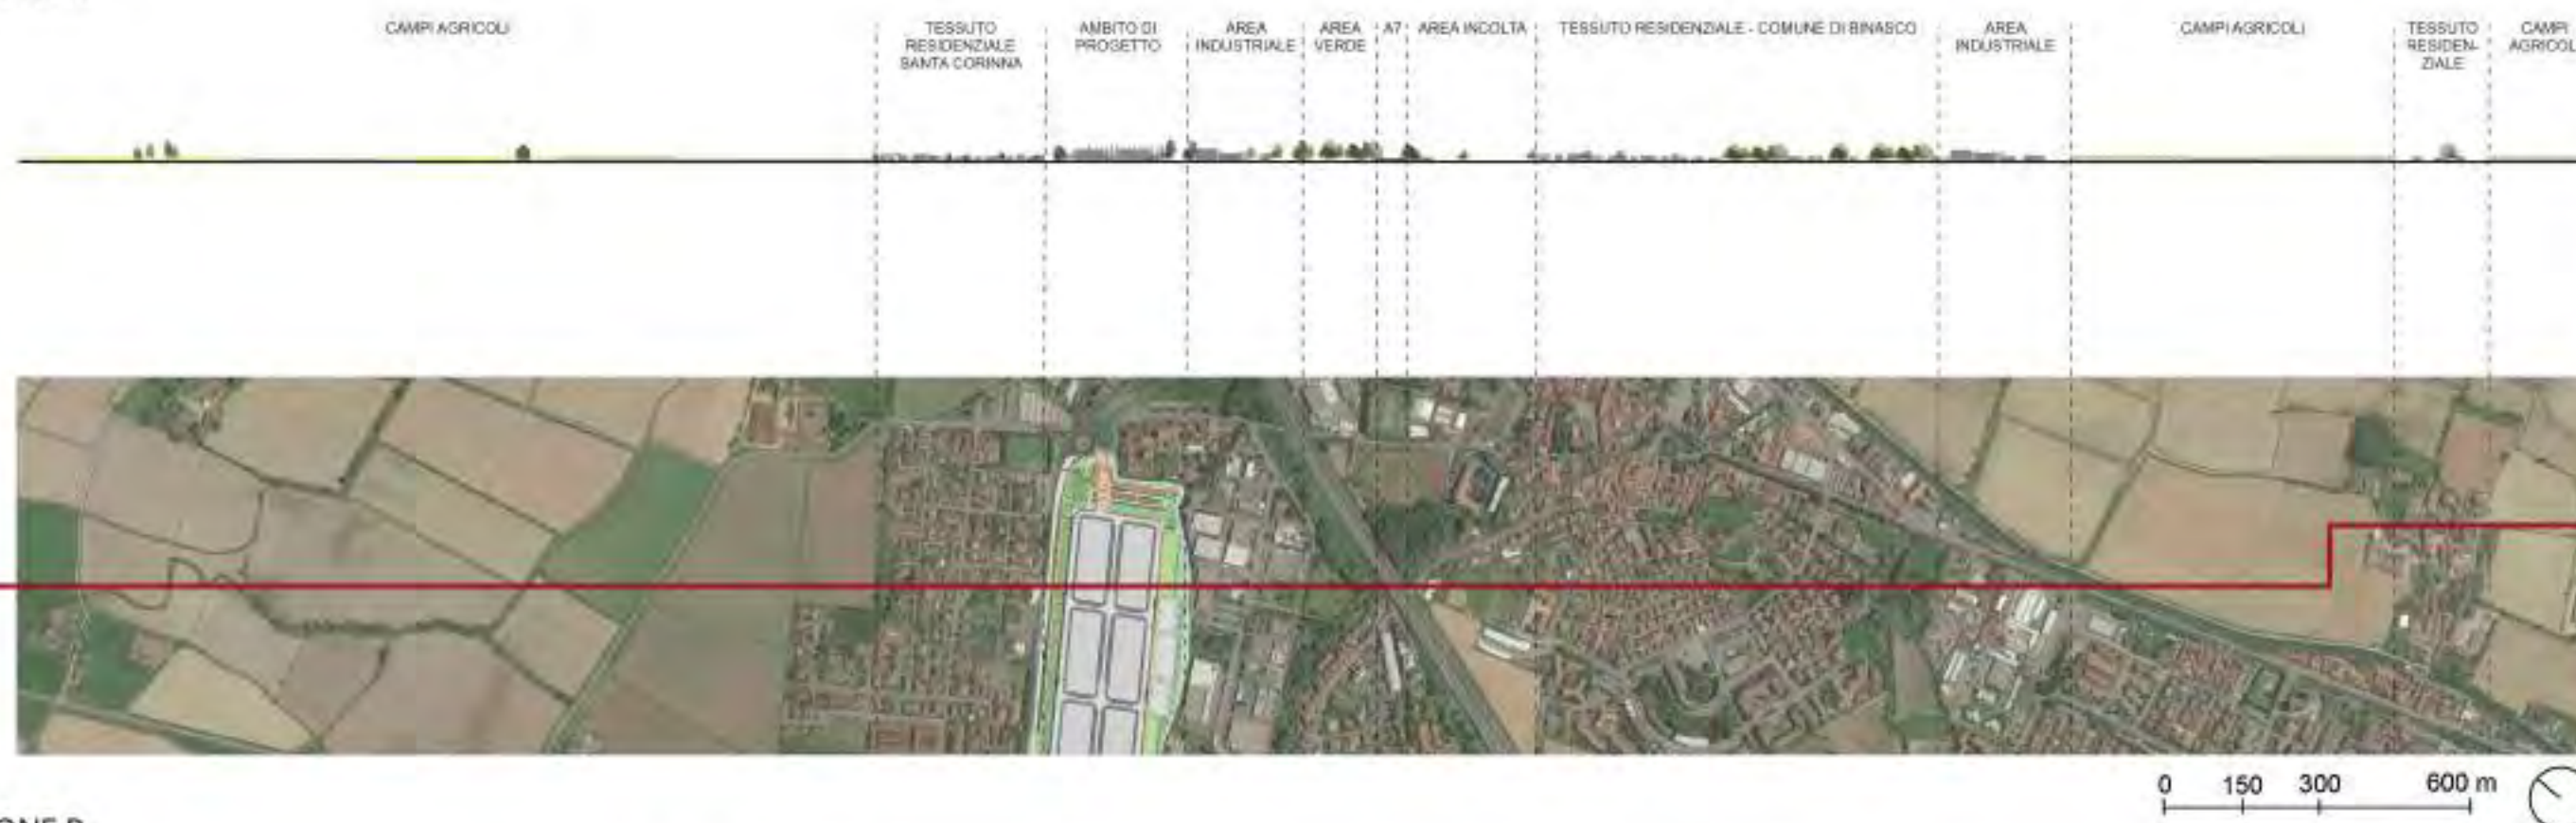 CAMPI AGRICOLI
TESSUTO
RESIDENZIALE
SANTA CORINNA
AMBITO DI
PROGETTO
AREA
INDUSTRIALE
AREA
VERDE
A7
AREA INCOLTA
TESSUTO RESIDENZIALE - COMUNE DI BINASCO
AREA
INDUSTRIALE
CAMPI AGRICOLI
TESSUTO
RESIDEN-
ZIALE
CAMPI
AGRICOL
0 150 300 600 m